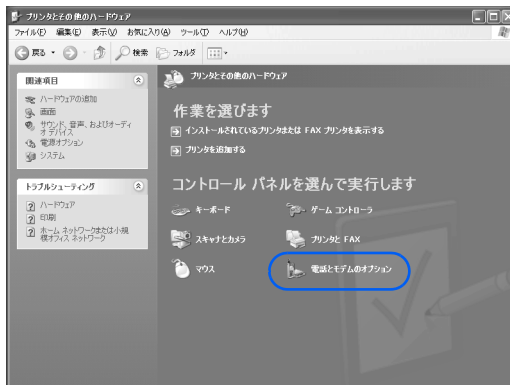 プリンタとその他のハードウェア
ファイル(F) 編集(E) 表示(V) お気に入り(A) ツール(T) ヘルプ(H)
戻る 検索 フォルダ
関連項目
ハードウェアの追加
画面
サウンド、音声、およびオーディ
オ デバイス
電源オプション
システム
トラブルシューティング
ハードウェア
印刷
ホーム ネットワークまたは小規
模オフィス ネットワーク
プリンタとその他のハードウェア
作業を選びます
インストールされているプリンタまたは FAX プリンタを表示する
プリンタを追加する
コントロール パネルを選んで実行します
キーボード
ゲーム コントローラ
スキャナとカメラ
プリンタと FAX
マウス
電話とモデムのオプション